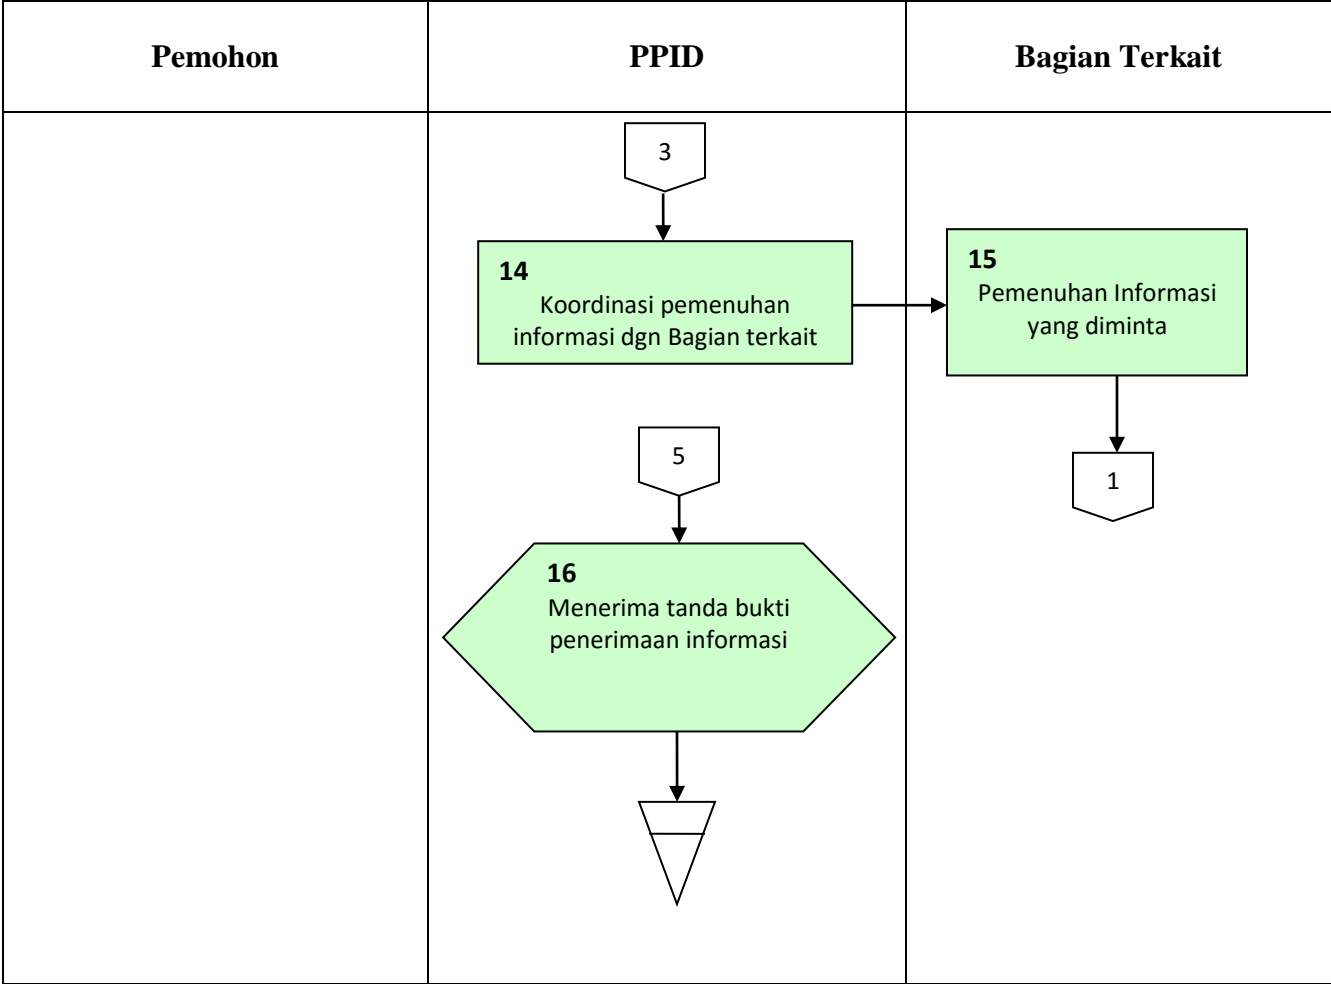 Pemohon
PPID
Bagian Terkait
3
14
Koordinasi pemenuhan
informasi dgn Bagian terkait
15
Pemenuhan Informasi
yang diminta
5
1
16
Menerima tanda bukti
penerimaan informasi